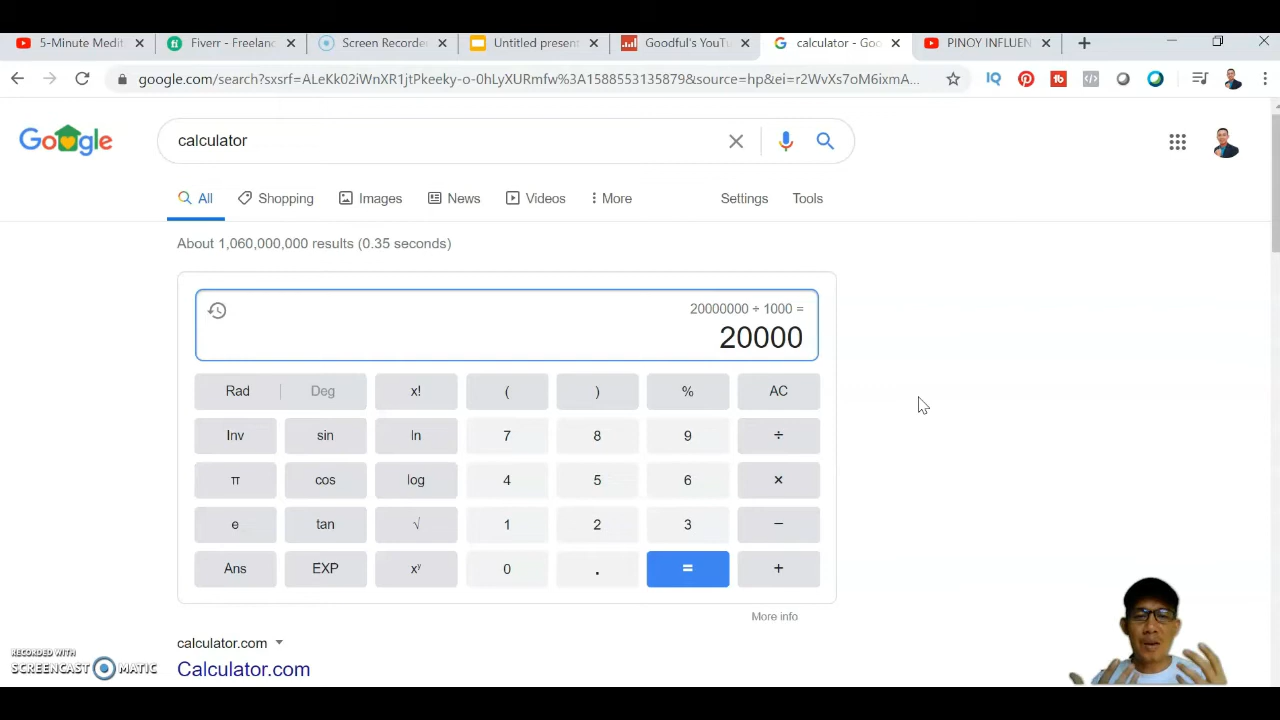 5-Minute Medit
Fiverr - Freelanc
Screen Recorde
Untitled present
Goodful's YouTu
calculator - Goo
PINOY INFLUEN
google.com/search?sxsrf=ALeKk02iWnXR1jtPkeeky-o-0hLyXURmfw%3A1588553135879&source=hp&ei=r2WvXs7oM6ixmA...
Google
calculator
All
Shopping
Images
News
Videos
More
Settings
Tools
About 1,060,000,000 results (0.35 seconds)
20000000 ÷ 1000 =
20000
Rad Deg x! ( ) % AC
Inv sin ln 7 8 9 ÷
π cos log 4 5 6 ×
e tan √ 1 2 3 −
Ans EXP xʸ 0 . = +
More info
calculator.com
Calculator.com
RECORDED WITH
SCREENCAST MATIC